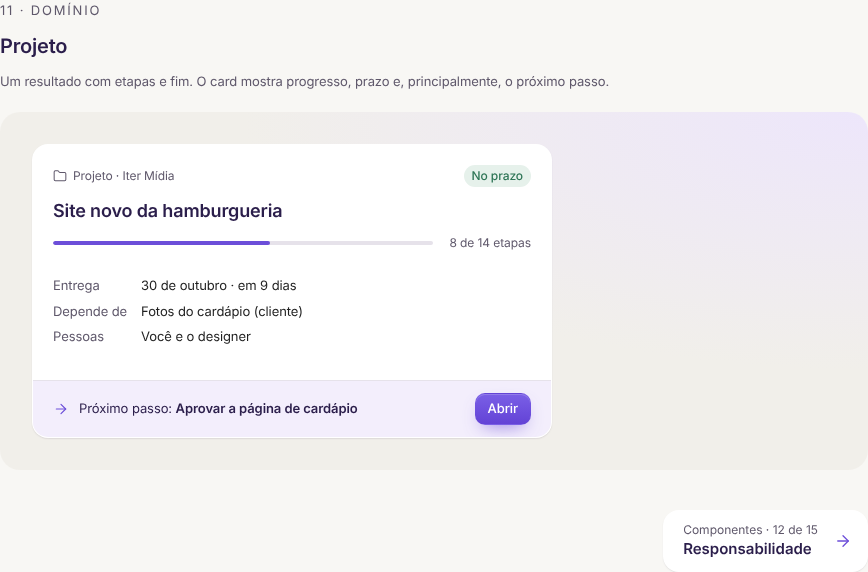 11 · DOMÍNIO
Projeto
Um resultado com etapas e fim. O card mostra progresso, prazo e, principalmente, o próximo passo.
Projeto · Iter Mídia
No prazo
Site novo da hamburgueria
8 de 14 etapas
Entrega 30 de outubro · em 9 dias
Depende de Fotos do cardápio (cliente)
Pessoas Você e o designer
Próximo passo: Aprovar a página de cardápio
Abrir
Componentes · 12 de 15
Responsabilidade